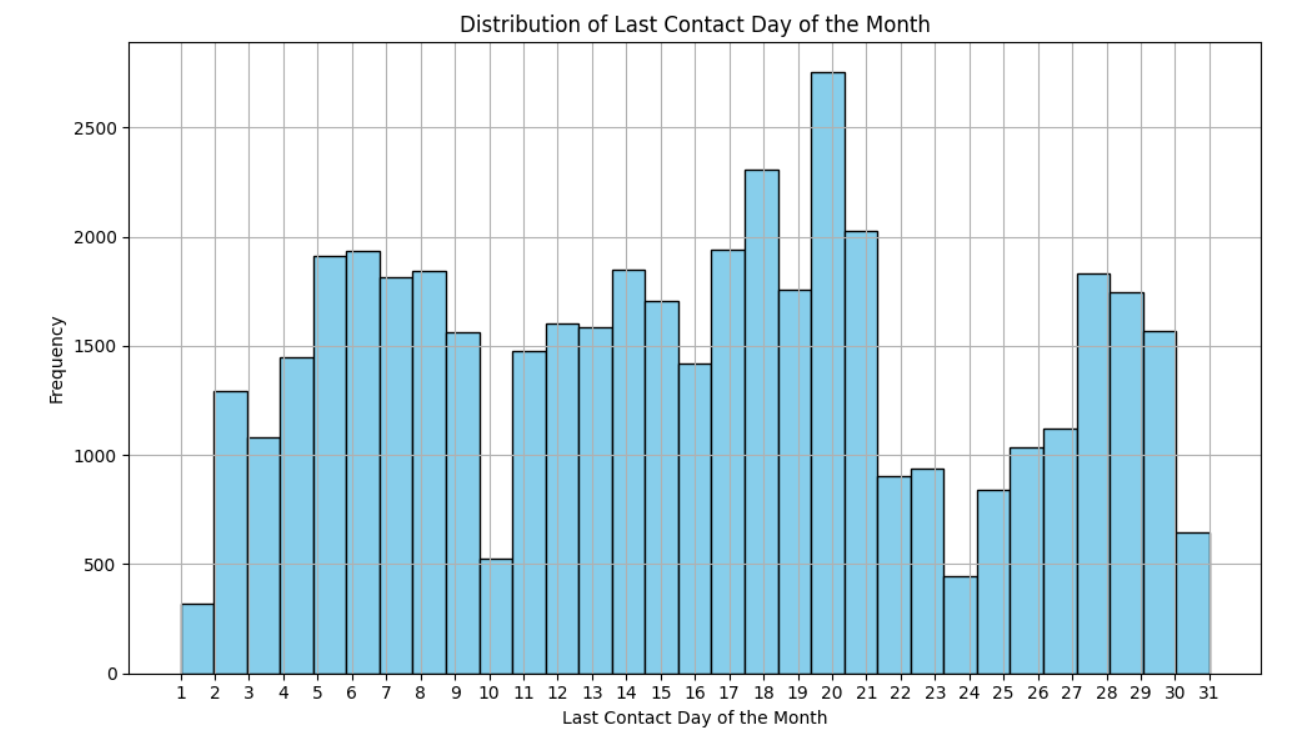 Distribution of Last Contact Day of the Month
2500
2000
1500
1000
500
0
Frequency
1 2 3 4 5 6 7 8 9 10 11 12 13 14 15 16 17 18 19 20 21 22 23 24 25 26 27 28 29 30 31
Last Contact Day of the Month